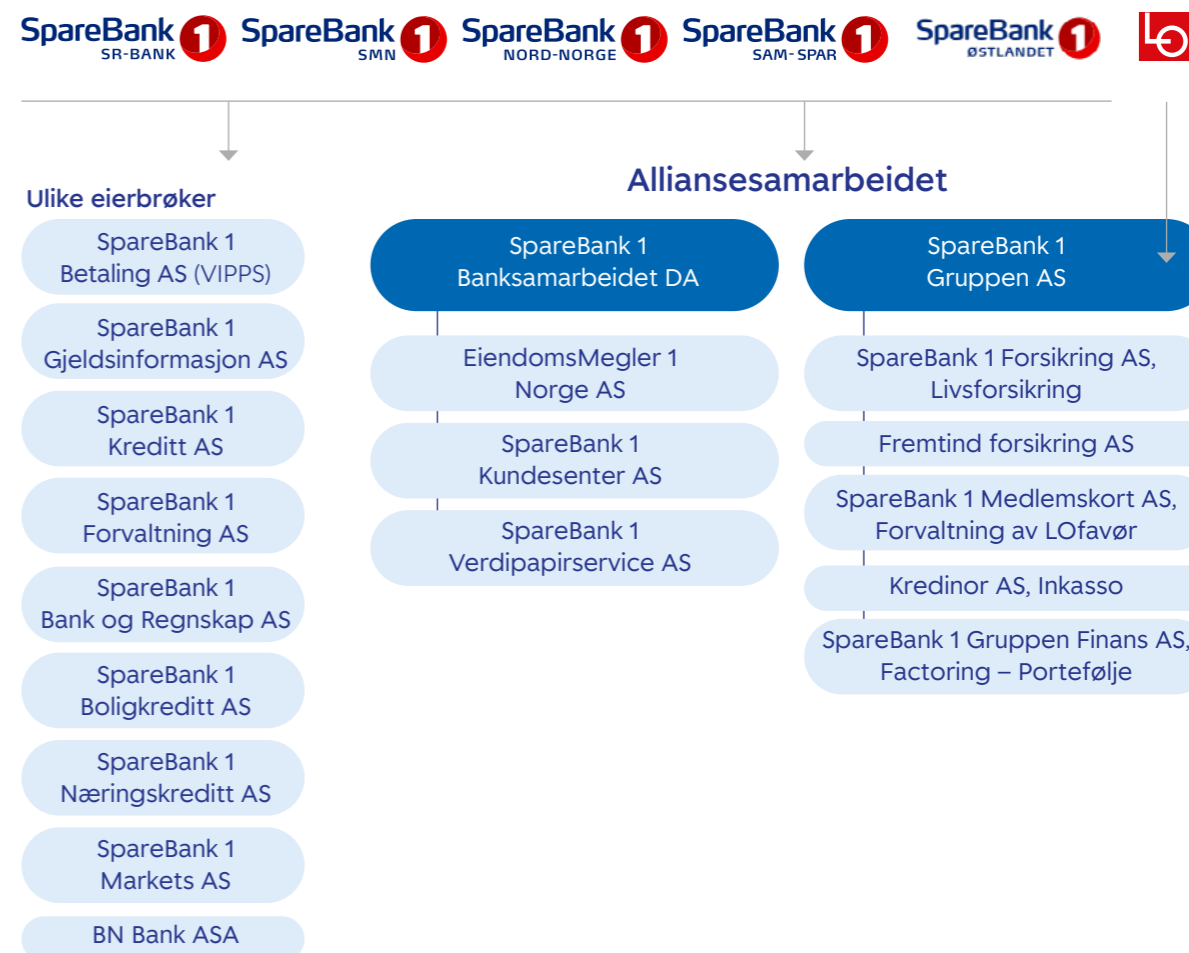 SpareBank 1
SR-BANK
SpareBank 1
SMN
SpareBank 1
NORD-NORGE
SpareBank 1
SAM-SPAR
SpareBank 1
ØSTLANDET
LO
Ulike eierbrøker
SpareBank 1
Betaling AS (VIPPS)
SpareBank 1
Gjeldsinformasjon AS
SpareBank 1
Kreditt AS
SpareBank 1
Forvaltning AS
SpareBank 1
Bank og Regnskap AS
SpareBank 1
Boligkreditt AS
SpareBank 1
Næringskreditt AS
SpareBank 1
Markets AS
BN Bank ASA
Alliansesamarbeidet
SpareBank 1
Banksamarbeidet DA
EiendomsMegler 1
Norge AS
SpareBank 1
Kundesenter AS
SpareBank 1
Verdipapirservice AS
SpareBank 1
Gruppen AS
SpareBank 1 Forsikring AS,
Livsforsikring
Fremtind forsikring AS
SpareBank 1 Medlemskort AS,
Forvaltning av LOfavør
Kredinor AS, Inkasso
SpareBank 1 Gruppen Finans AS,
Factoring – Portefølje